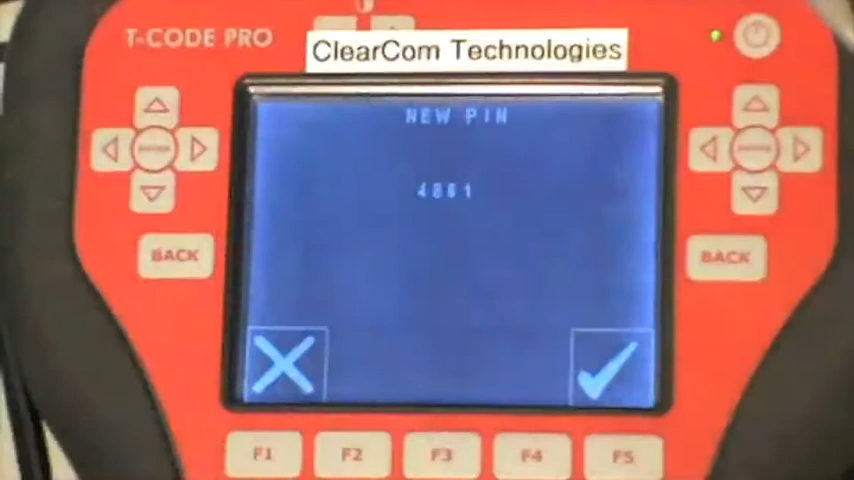 T-CODE PRO
ClearCom Technologies
NEW PIN
4861
BACK
BACK
F1
F2
F3
F4
F5